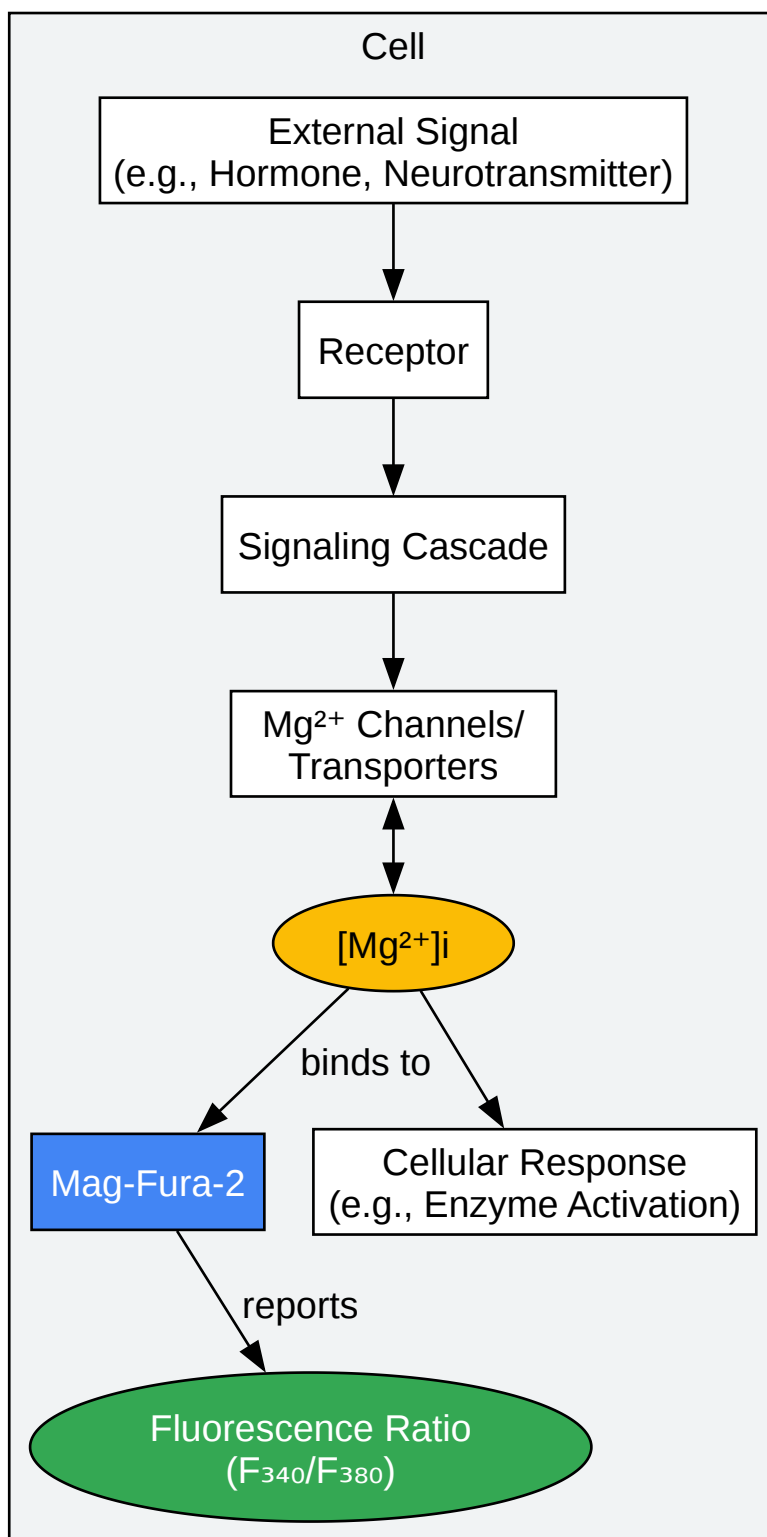 Cell
External Signal
(e.g., Hormone, Neurotransmitter)
Receptor
Signaling Cascade
Mg²⁺ Channels/
Transporters
[Mg²⁺]i
binds to
Mag-Fura-2
Cellular Response
(e.g., Enzyme Activation)
reports
Fluorescence Ratio
(F₃₄₀/F₃₈₀)